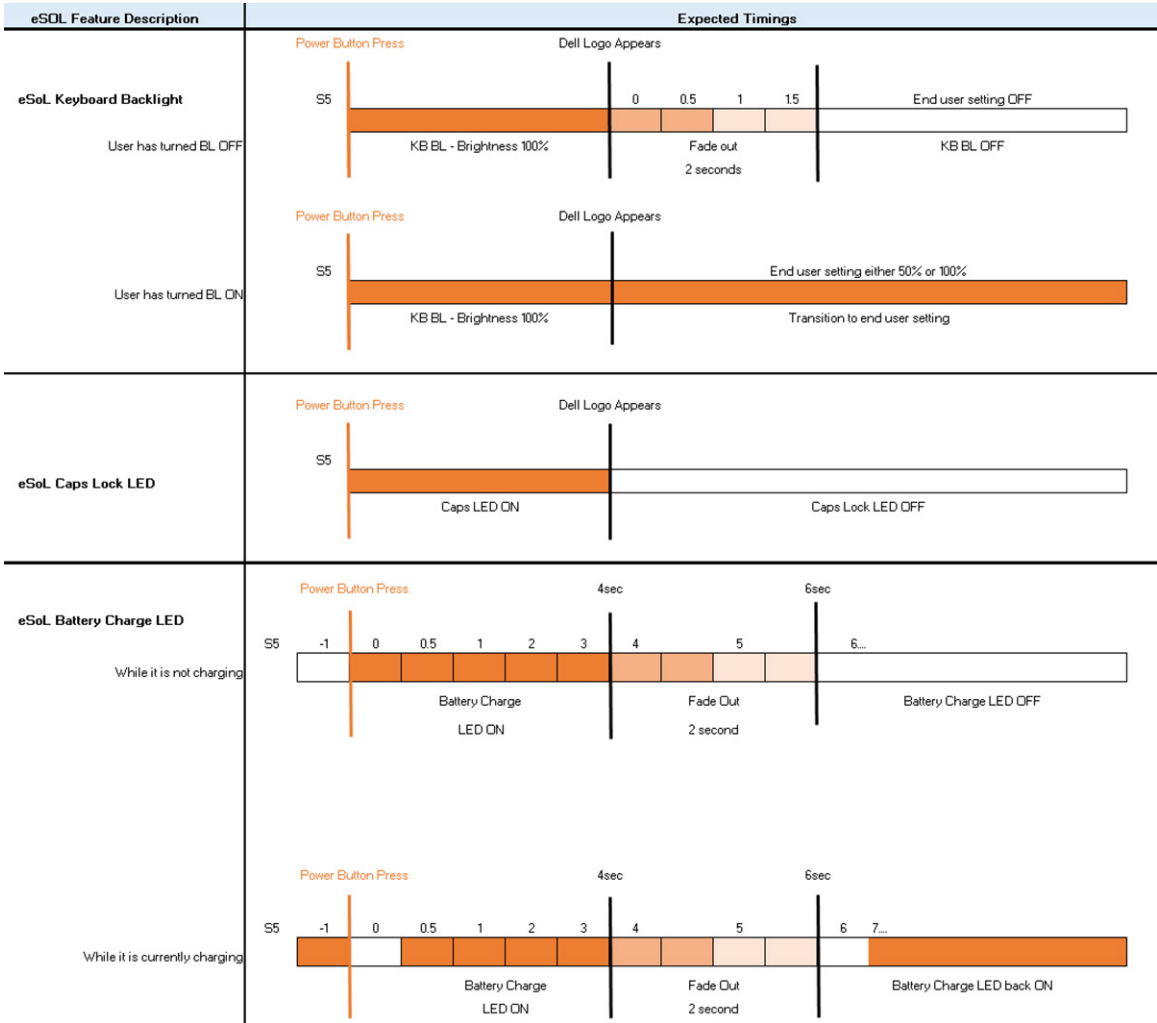 eSOL Feature Description
Expected Timings
Power Button Press
Dell Logo Appears
eSoL Keyboard Backlight
S5
0 0.5 1 1.5
End user setting OFF
User has turned BL OFF
KB BL - Brightness 100%
Fade out
KB BL OFF
2 seconds
Power Button Press
Dell Logo Appears
S5
End user setting either 50% or 100%
User has turned BL ON
KB BL - Brightness 100%
Transition to end user setting
Power Button Press
Dell Logo Appears
S5
eSoL Caps Lock LED
Caps LED ON
Caps Lock LED OFF
Power Button Press
4sec
6sec
eSoL Battery Charge LED
S5 -1 0 0.5 1 2 3 4 5 6...
While it is not charging
Battery Charge
Fade Out
Battery Charge LED OFF
LED ON
2 second
Power Button Press
4sec
6sec
S5 -1 0 0.5 1 2 3 4 5 6 7...
While it is currently charging
Battery Charge
Fade Out
Battery Charge LED back ON
LED ON
2 second